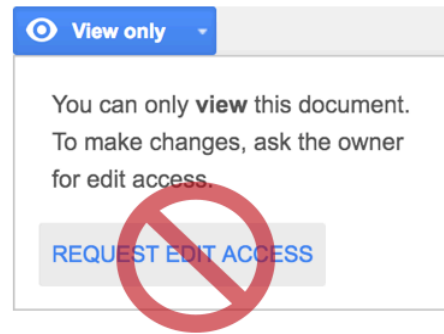 View only
You can only view this document.
To make changes, ask the owner
for edit access.
REQUEST EDIT ACCESS